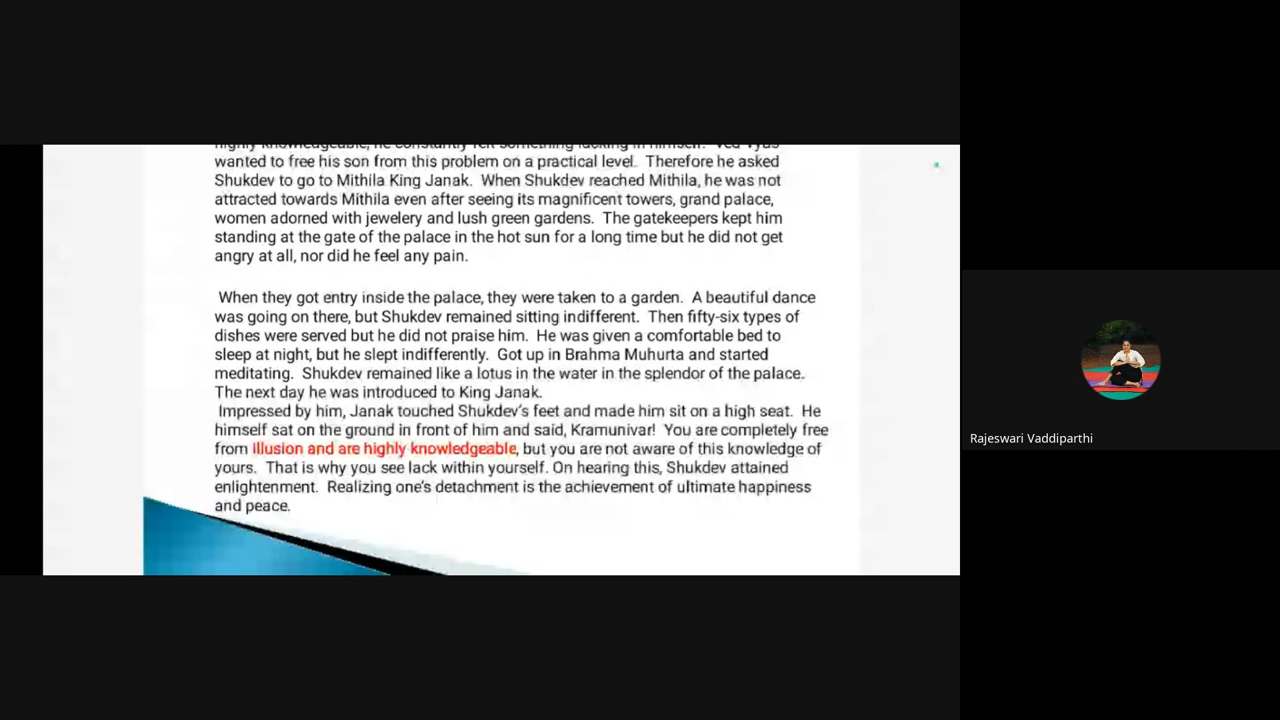 highly knowledgeable, he constantly felt something lacking in himself.  Ved Vyas
wanted to free his son from this problem on a practical level.  Therefore he asked
Shukdev to go to Mithila King Janak.  When Shukdev reached Mithila, he was not
attracted towards Mithila even after seeing its magnificent towers, grand palace,
women adorned with jewelery and lush green gardens.  The gatekeepers kept him
standing at the gate of the palace in the hot sun for a long time but he did not get
angry at all, nor did he feel any pain.
When they got entry inside the palace, they were taken to a garden.  A beautiful dance
was going on there, but Shukdev remained sitting indifferent.  Then fifty-six types of
dishes were served but he did not praise him.  He was given a comfortable bed to
sleep at night, but he slept indifferently.  Got up in Brahma Muhurta and started
meditating.  Shukdev remained like a lotus in the water in the splendor of the palace.
The next day he was introduced to King Janak.
Impressed by him, Janak touched Shukdev's feet and made him sit on a high seat.  He
himself sat on the ground in front of him and said, Kramunivar!  You are completely free
from illusion and are highly knowledgeable, but you are not aware of this knowledge of
yours.  That is why you see lack within yourself. On hearing this, Shukdev attained
enlightenment.  Realizing one's detachment is the achievement of ultimate happiness
and peace.
Rajeswari Vaddiparthi